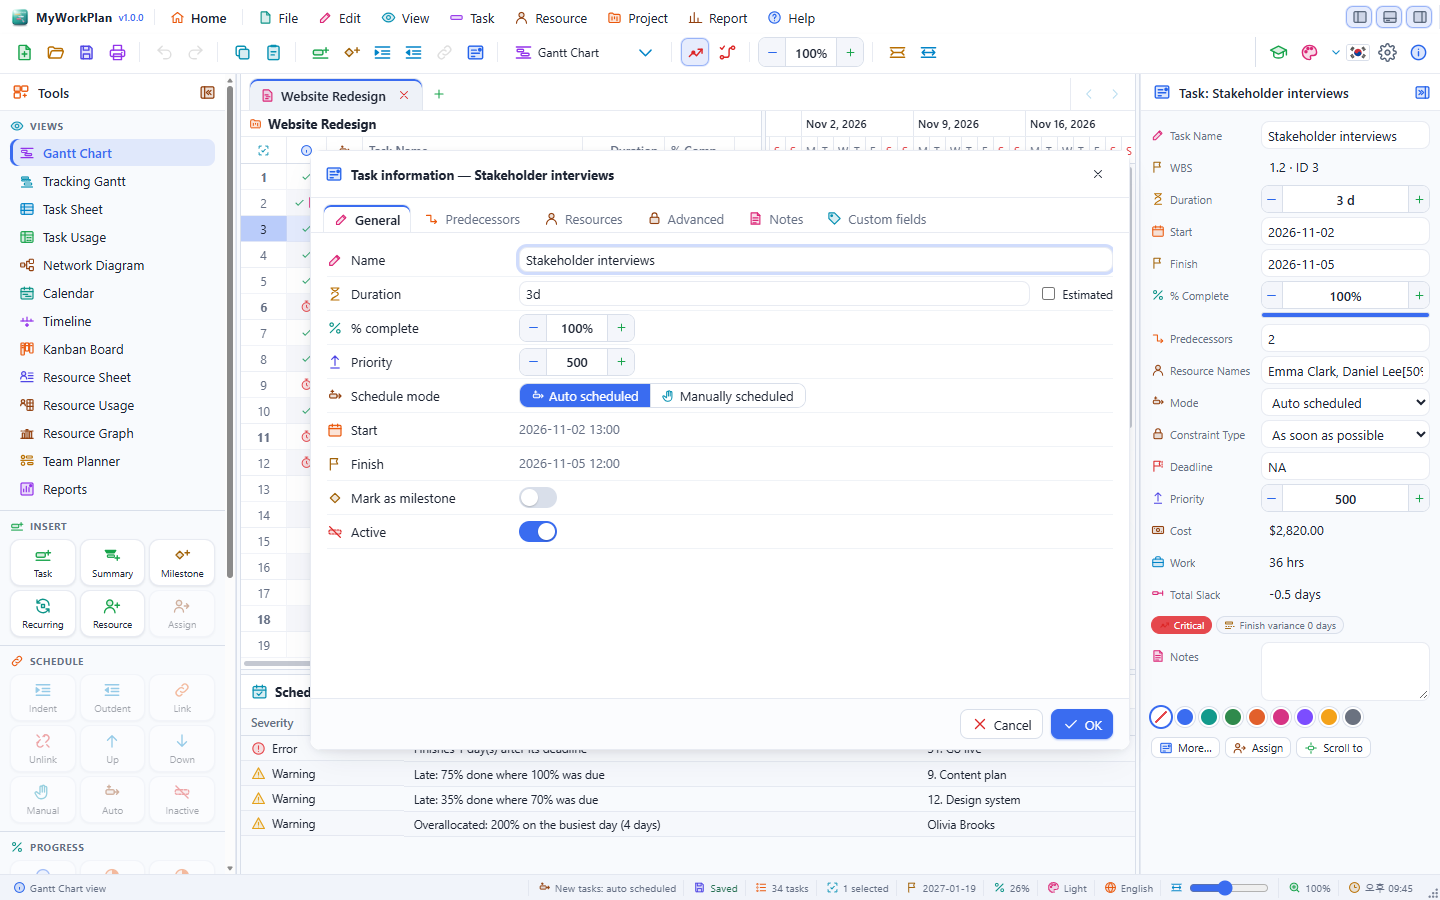 MyWorkPlan v1.0.0
Home
File
Edit
View
Task
Resource
Project
Report
Help
Gantt Chart
100%
Tools
VIEWS
Gantt Chart
Tracking Gantt
Task Sheet
Task Usage
Network Diagram
Calendar
Timeline
Kanban Board
Resource Sheet
Resource Usage
Resource Graph
Team Planner
Reports
INSERT
Task
Summary
Milestone
Recurring
Resource
Assign
SCHEDULE
Indent
Outdent
Link
Unlink
Up
Down
Manual
Auto
Inactive
PROGRESS
Website Redesign
Website Redesign
Nov 2, 2026
Nov 9, 2026
Nov 16, 2026
1
2
3
4
5
6
7
8
9
10
11
12
13
14
15
16
17
18
19
Task information — Stakeholder interviews
General
Predecessors
Resources
Advanced
Notes
Custom fields
Name
Stakeholder interviews
Duration
3d
Estimated
% complete
100%
Priority
500
Schedule mode
Auto scheduled
Manually scheduled
Start
2026-11-02 13:00
Finish
2026-11-05 12:00
Mark as milestone
Active
Cancel
OK
Sched
Severity
Error
Warning
Late: 75% done where 100% was due
9. Content plan
Warning
Late: 35% done where 70% was due
12. Design system
Warning
Overallocated: 200% on the busiest day (4 days)
Olivia Brooks
Task: Stakeholder interviews
Task Name
Stakeholder interviews
WBS
1.2 · ID 3
Duration
3 d
Start
2026-11-02
Finish
2026-11-05
% Complete
100%
Predecessors
2
Resource Names
Emma Clark, Daniel Lee[50%
Mode
Auto scheduled
Constraint Type
As soon as possible
Deadline
NA
Priority
500
Cost
$2,820.00
Work
36 hrs
Total Slack
-0.5 days
Critical
Finish variance 0 days
Notes
More...
Assign
Scroll to
Gantt Chart view
New tasks: auto scheduled
Saved
34 tasks
1 selected
2027-01-19
26%
Light
English
100%
오후 09:45